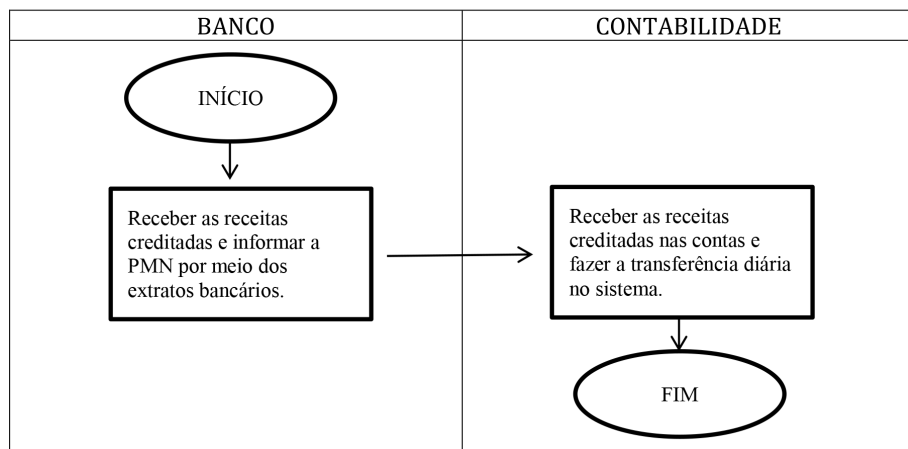 BANCO
CONTABILIDADE
INÍCIO
Receber as receitas
creditadas e informar a
PMN por meio dos
extratos bancários.
Receber as receitas
creditadas nas contas e
fazer a transferência diária
no sistema.
FIM